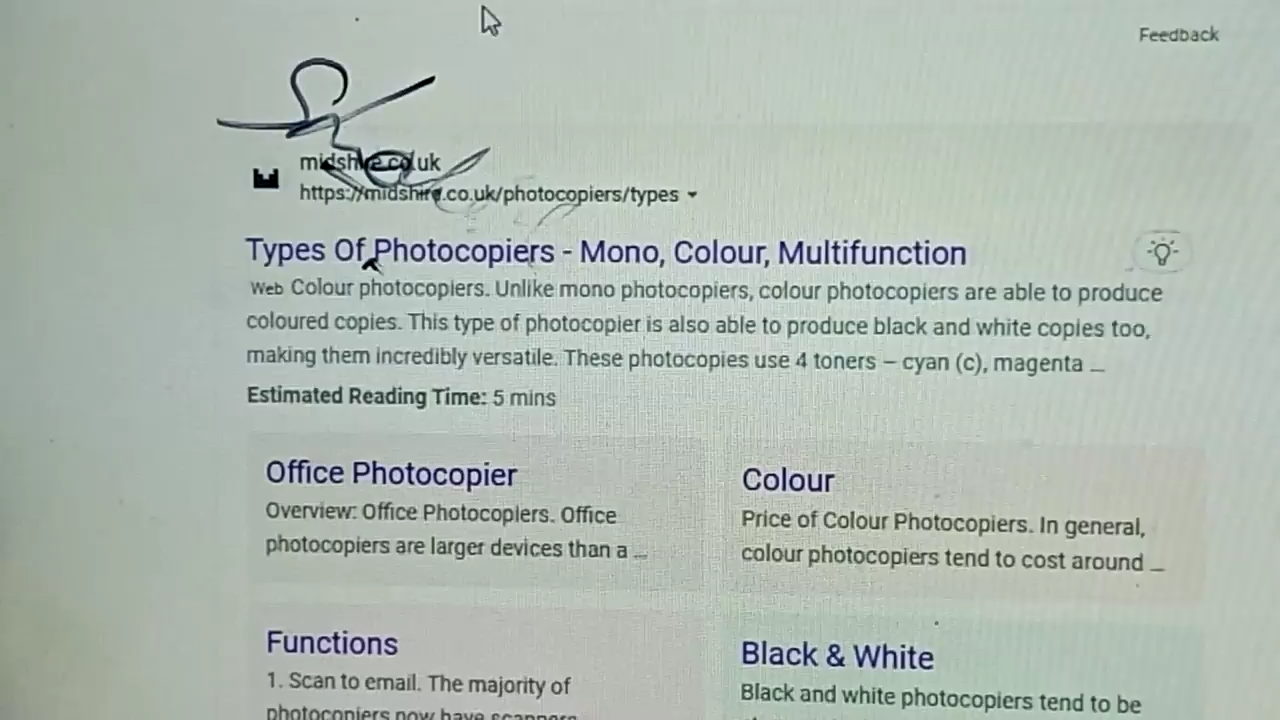 Feedback
midshire.co.uk
https://midshire.co.uk/photocopiers/types
Types Of Photocopiers - Mono, Colour, Multifunction
Web Colour photocopiers. Unlike mono photocopiers, colour photocopiers are able to produce
coloured copies. This type of photocopier is also able to produce black and white copies too,
making them incredibly versatile. These photocopies use 4 toners – cyan (c), magenta ...
Estimated Reading Time: 5 mins
Office Photocopier
Overview: Office Photocopiers. Office
photocopiers are larger devices than a ...
Colour
Price of Colour Photocopiers. In general,
colour photocopiers tend to cost around ...
Functions
1. Scan to email. The majority of
photocopiers now have scanners
Black & White
Black and white photocopiers tend to be